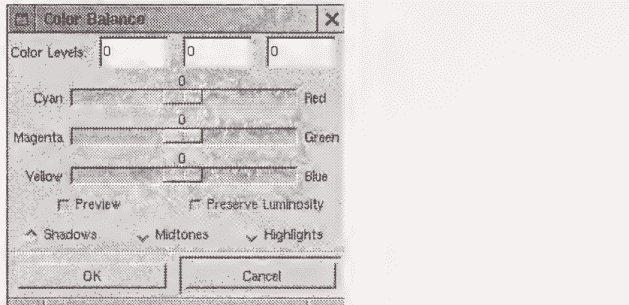 Color Balance
Color Levels: 0 0 0
0
Cyan Red
0
Magenta Green
0
Yellow Blue
Preview Preserve Luminosity
Shadows Midtones Highlights
OK Cancel